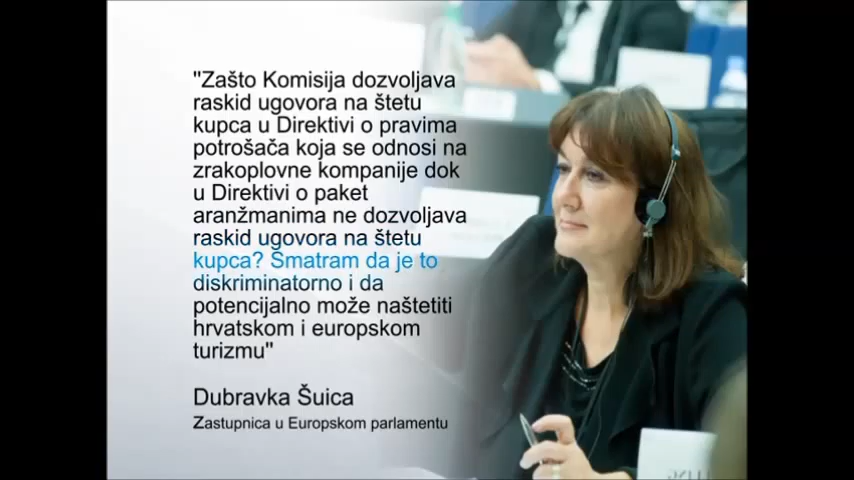 "Zašto Komisija dozvoljava
raskid ugovora na štetu
kupca u Direktivi o pravima
potrošača koja se odnosi na
zrakoplovne kompanije dok
u Direktivi o paket
aranžmanima ne dozvoljava
raskid ugovora na štetu
kupca? Smatram da je to
diskriminatorno i da
potencijalno može naštetiti
hrvatskom i europskom
turizmu"
Dubravka Šuica
Zastupnica u Europskom parlamentu